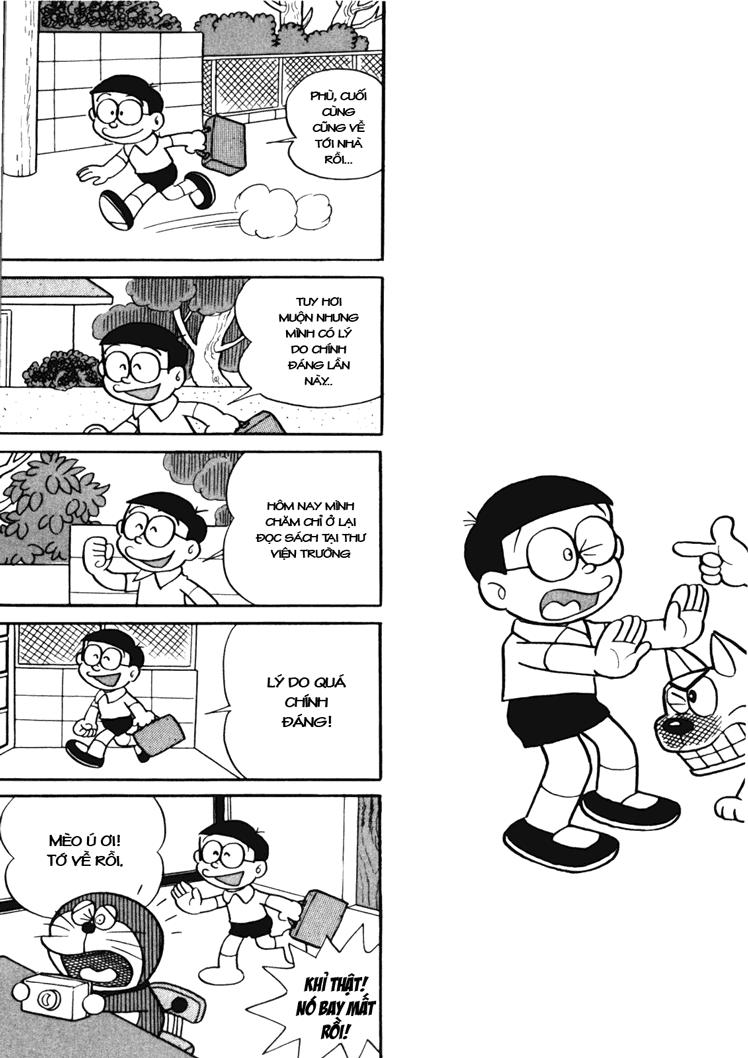 PHÙ, CUỐI
CÙNG
CŨNG VỀ
TỚI NHÀ
RỒI...
TUY HƠI
MUỘN NHƯNG
MÌNH CÓ LÝ
DO CHÍNH
ĐÁNG LẦN
NÀY..
HÔM NAY MÌNH
CHĂM CHỈ Ở LẠI
ĐỌC SÁCH TẠI THƯ
VIỆN TRƯỜNG
LÝ DO QUÁ
CHÍNH
ĐÁNG!
MÈO Ú ƠI!
TỚ VỀ RỒI.
KHỈ THẬT!
NÓ BAY MẤT
RỒI!